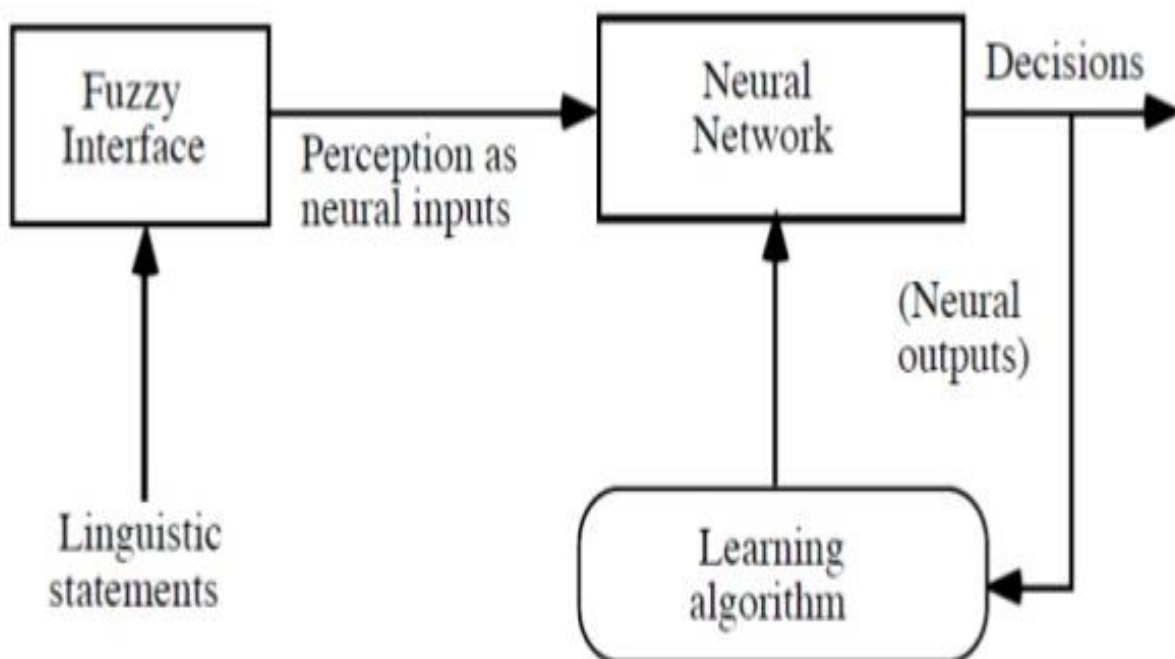 Fuzzy
Interface
Perception as
neural inputs
Neural
Network
Decisions
(Neural
outputs)
Linguistic
statements
Learning
algorithm